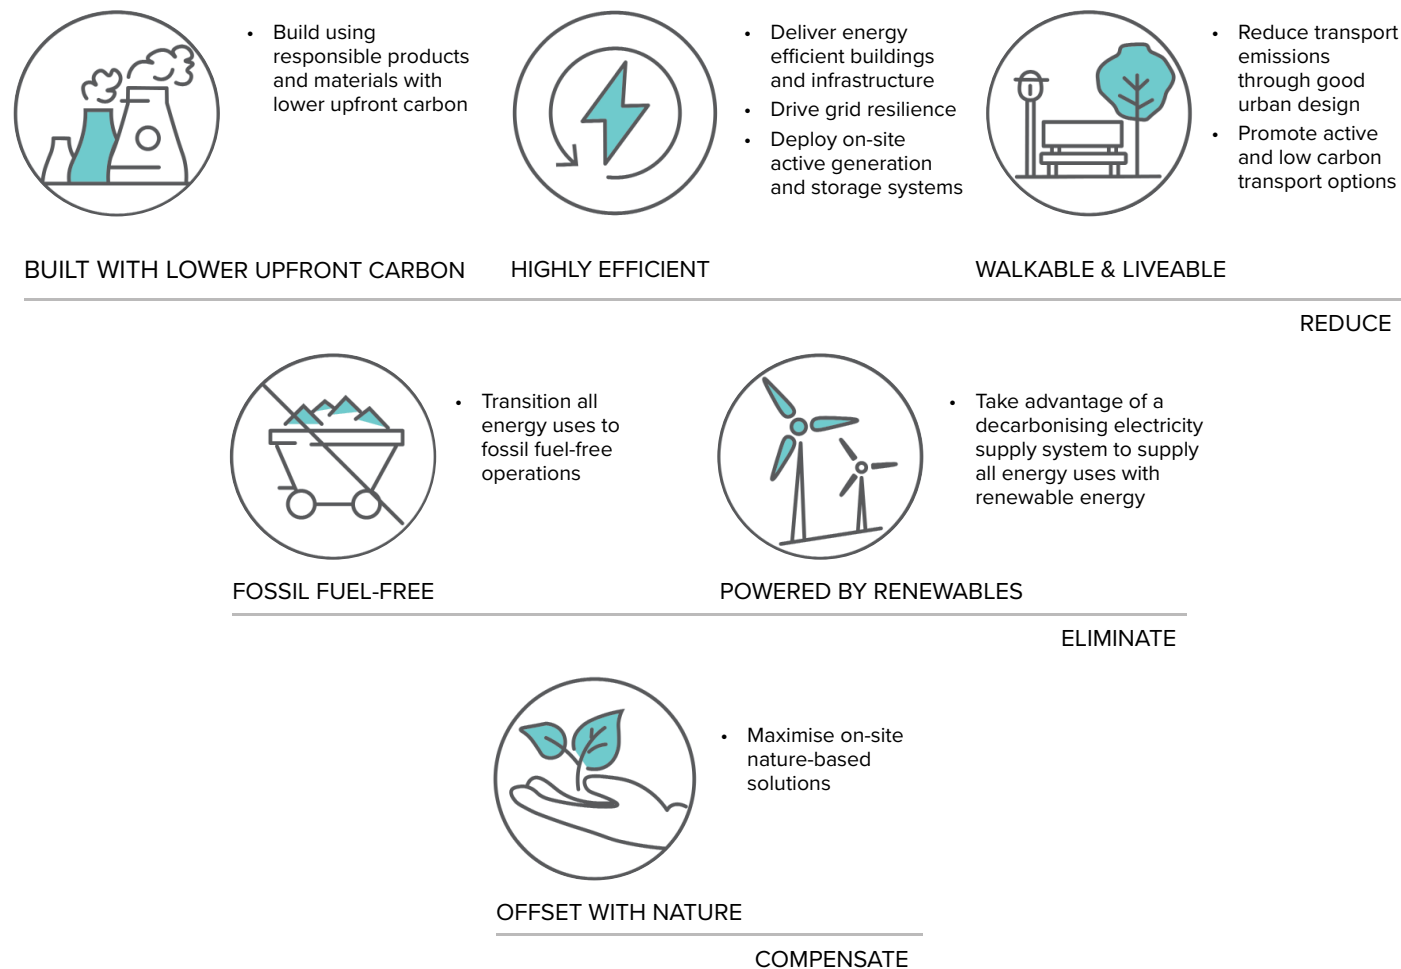 • Build using
responsible products
and materials with
lower upfront carbon
BUILT WITH LOWER UPFRONT CARBON
• Deliver energy
efficient buildings
and infrastructure
• Drive grid resilience
• Deploy on-site
active generation
and storage systems
HIGHLY EFFICIENT
• Reduce transport
emissions
through good
urban design
• Promote active
and low carbon
transport options
WALKABLE & LIVEABLE
REDUCE
• Transition all
energy uses to
fossil fuel-free
operations
FOSSIL FUEL-FREE
• Take advantage of a
decarbonising electricity
supply system to supply
all energy uses with
renewable energy
POWERED BY RENEWABLES
ELIMINATE
• Maximise on-site
nature-based
solutions
OFFSET WITH NATURE
COMPENSATE